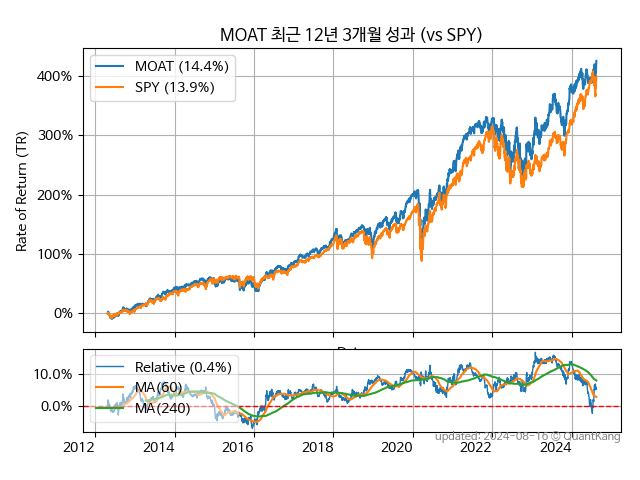 MOAT 최근 12년 3개월 성과 (vs SPY)
MOAT (14.4%)
SPY (13.9%)
Rate of Return (TR)
400%
300%
200%
100%
0%
Relative (0.4%)
MA(60)
MA(240)
10.0%
0.0%
2012
2014
2016
2018
2020
2022
2024
updated: 2024-08-16 © QuantKang